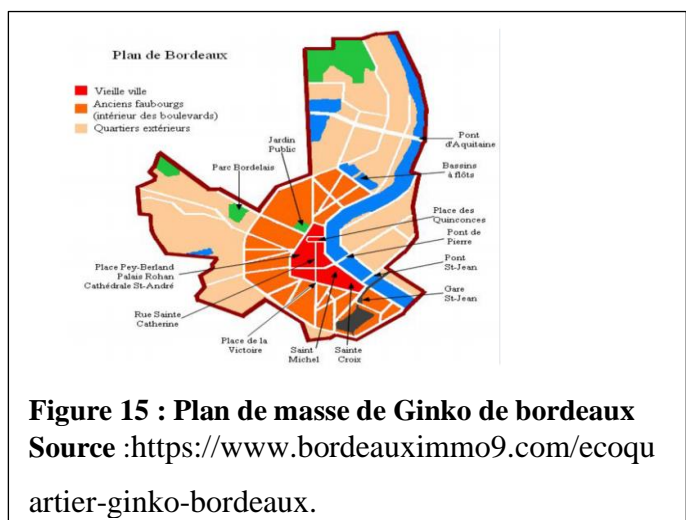 Plan de Bordeaux
Vieille ville
Anciens faubourgs
(intérieur des boulevards)
Quartiers extérieurs
Jardin
Public
Parc Bordelais
Pont
d'Aquitaine
Bassins
à flôts
Place des
Quinconces
Pont de
Pierre
Pont
St-Jean
Gare
St-Jean
Place Pey-Berland
Palais Rohan
Cathédrale St-André
Rue Sainte
Catherine
Place de la
Victoire
Saint
Michel
Sainte
Croix
Figure 15 : Plan de masse de Ginko de bordeaux
Source :https://www.bordeauximmo9.com/ecoqu
artier-ginko-bordeaux.